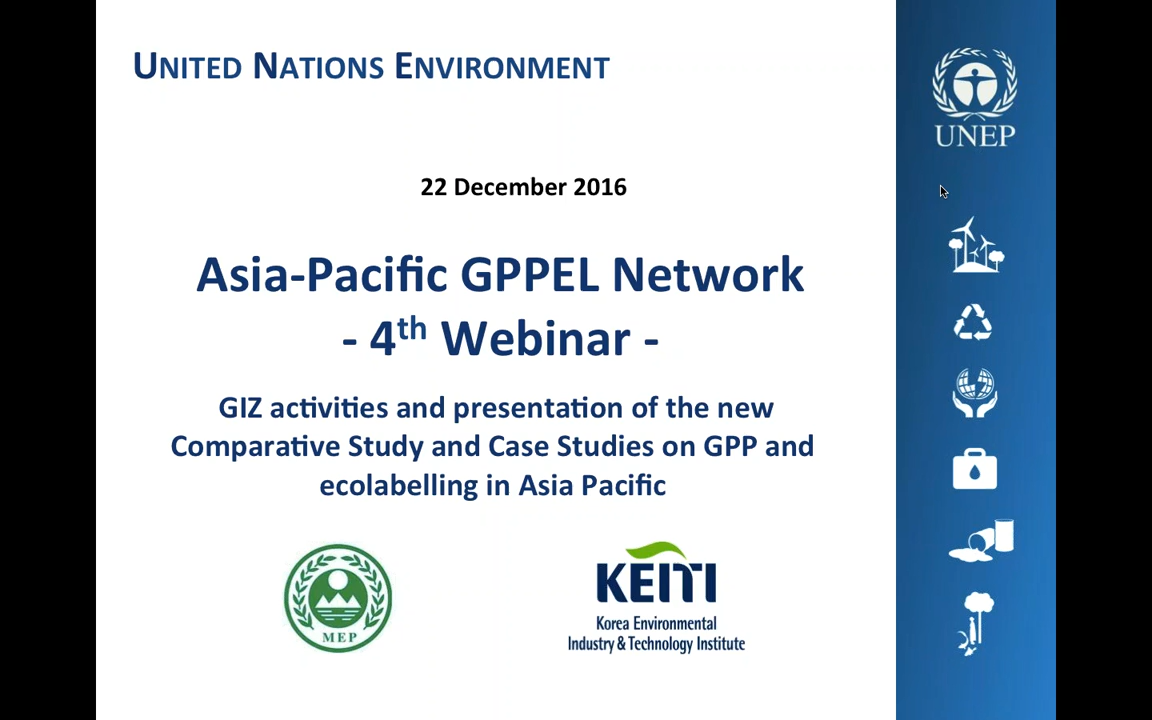 UNITED NATIONS ENVIRONMENT
UNEP
22 December 2016
Asia-Pacific GPPEL Network
- 4th Webinar -
GIZ activities and presentation of the new
Comparative Study and Case Studies on GPP and
ecolabelling in Asia Pacific
MEP
KEITI
Korea Environmental
Industry & Technology Institute